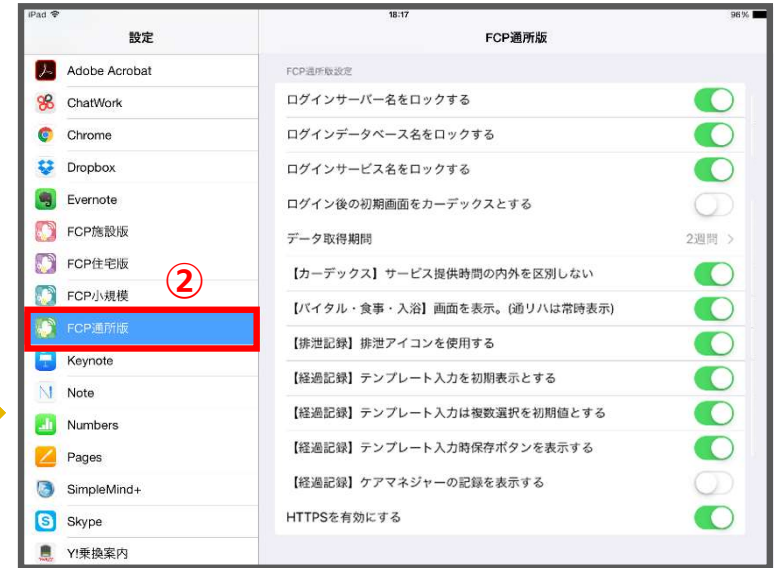 iPad 18:17 96%
設定
FCP通所版
Adobe Acrobat
ChatWork
Chrome
Dropbox
Evernote
FCP施設版
FCP住宅版
FCP小規模
②
FCP通所版
Keynote
Note
Numbers
Pages
SimpleMind+
Skype
Y!乗換案内
FCP通所版設定
ログインサーバー名をロックする
ログインデータベース名をロックする
ログインサービス名をロックする
ログイン後の初期画面をカーデックスとする
データ取得期間 2週間 >
【カーデックス】サービス提供時間の内外を区別しない
【バイタル・食事・入浴】画面を表示。(通リハは常時表示)
【排泄記録】排泄アイコンを使用する
【経過記録】テンプレート入力を初期表示とする
【経過記録】テンプレート入力は複数選択を初期値とする
【経過記録】テンプレート入力時保存ボタンを表示する
【経過記録】ケアマネジャーの記録を表示する
HTTPSを有効にする